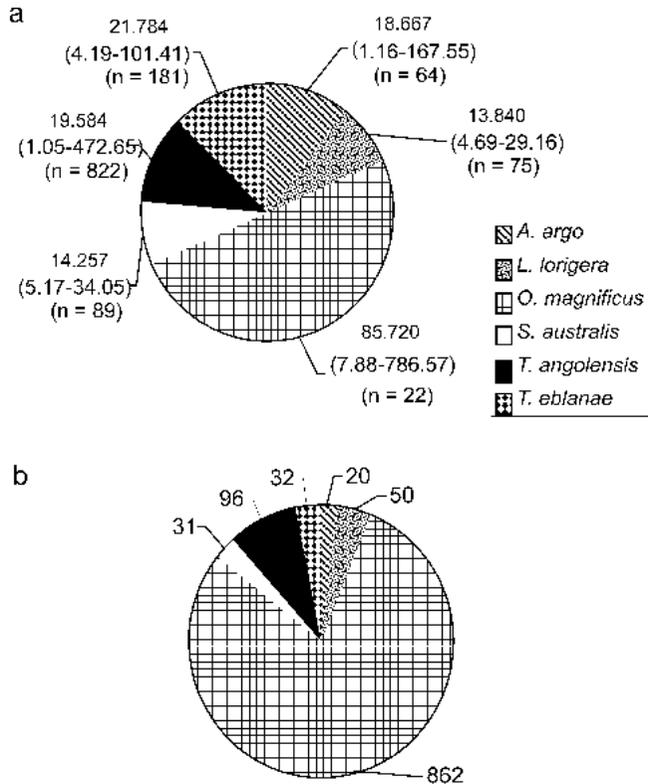 a
21.784
(4.19-101.41)
(n = 181)
18.667
(1.16-167.55)
(n = 64)
19.584
(1.05-472.65)
(n = 822)
13.840
(4.69-29.16)
(n = 75)
14.257
(5.17-34.05)
(n = 89)
85.720
(7.88-786.57)
(n = 22)
A. argo
L. lorigera
O. magnificus
S. australis
T. angolensis
T. eblanae
b
32
20
50
96
31
862